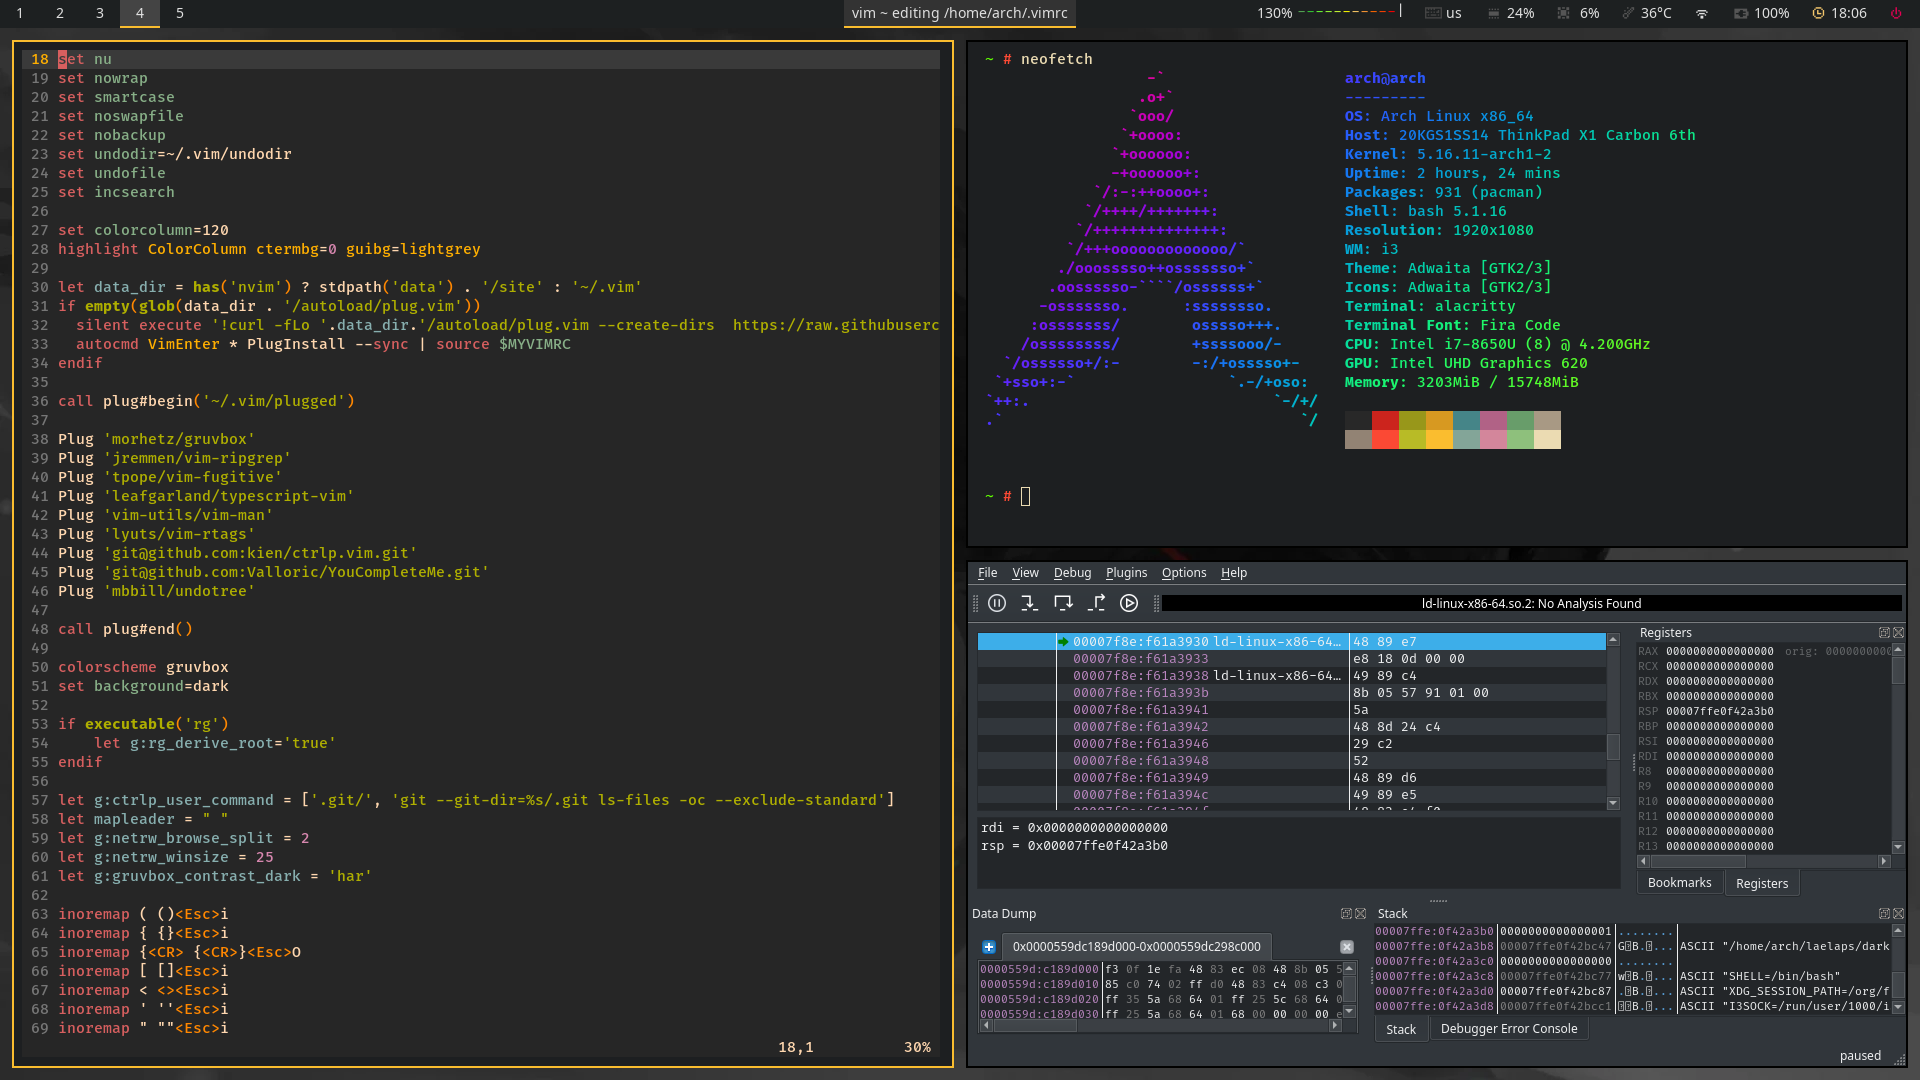 1 2 3 4 5
vim ~ editing /home/arch/.vimrc
130% us 24% 6% 36°C 100% 18:06
18 set nu
19 set nowrap
20 set smartcase
21 set noswapfile
22 set nobackup
23 set undodir=~/.vim/undodir
24 set undofile
25 set incsearch
26
27 set colorcolumn=120
28 highlight ColorColumn ctermbg=0 guibg=lightgrey
29
30 let data_dir = has('nvim') ? stdpath('data') . '/site' : '~/.vim'
31 if empty(glob(data_dir . '/autoload/plug.vim'))
32   silent execute '!curl -fLo '.data_dir.'/autoload/plug.vim --create-dirs  https://raw.githubuserc
33   autocmd VimEnter * PlugInstall --sync | source $MYVIMRC
34 endif
35
36 call plug#begin('~/.vim/plugged')
37
38 Plug 'morhetz/gruvbox'
39 Plug 'jremmen/vim-ripgrep'
40 Plug 'tpope/vim-fugitive'
41 Plug 'leafgarland/typescript-vim'
42 Plug 'vim-utils/vim-man'
43 Plug 'lyuts/vim-rtags'
44 Plug 'git@github.com:kien/ctrlp.vim.git'
45 Plug 'git@github.com:Valloric/YouCompleteMe.git'
46 Plug 'mbbill/undotree'
47
48 call plug#end()
49
50 colorscheme gruvbox
51 set background=dark
52
53 if executable('rg')
54     let g:rg_derive_root='true'
55 endif
56
57 let g:ctrlp_user_command = ['.git/', 'git --git-dir=%s/.git ls-files -oc --exclude-standard']
58 let mapleader = " "
59 let g:netrw_browse_split = 2
60 let g:netrw_winsize = 25
61 let g:gruvbox_contrast_dark = 'har'
62
63 inoremap ( ()<Esc>i
64 inoremap { {}<Esc>i
65 inoremap {<CR> {<CR>}<Esc>O
66 inoremap [ []<Esc>i
67 inoremap < <><Esc>i
68 inoremap ' ''<Esc>i
69 inoremap " ""<Esc>i
18,1 30%
~ # neofetch
-`
.o+`
`ooo/
`+oooo:
`+oooooo:
-+oooooo+:
`/:-:++oooo+:
`/++++/+++++++:
`/++++++++++++++:
`/+++ooooooooooooo/`
./ooosssso++osssssso+`
.oossssso-````/ossssss+`
-osssssso.      :ssssssso.
:osssssss/        osssso+++.
/ossssssss/        +ssssooo/-
`/ossssso+/:-        -:/+osssso+-
`+sso+:-`                 `.-/+oso:
`++:.                           `-/+/
.`                                 `/
arch@arch
---------
OS: Arch Linux x86_64
Host: 20KGS1SS14 ThinkPad X1 Carbon 6th
Kernel: 5.16.11-arch1-2
Uptime: 2 hours, 24 mins
Packages: 931 (pacman)
Shell: bash 5.1.16
Resolution: 1920x1080
WM: i3
Theme: Adwaita [GTK2/3]
Icons: Adwaita [GTK2/3]
Terminal: alacritty
Terminal Font: Fira Code
CPU: Intel i7-8650U (8) @ 4.200GHz
GPU: Intel UHD Graphics 620
Memory: 3203MiB / 15748MiB
~ #
File View Debug Plugins Options Help
ld-linux-x86-64.so.2: No Analysis Found
00007f8e:f61a3930 ld-linux-x86-64... 48 89 e7
00007f8e:f61a3933 e8 18 0d 00 00
00007f8e:f61a3938 ld-linux-x86-64... 49 89 c4
00007f8e:f61a393b 8b 05 57 91 01 00
00007f8e:f61a3941 5a
00007f8e:f61a3942 48 8d 24 c4
00007f8e:f61a3946 29 c2
00007f8e:f61a3948 52
00007f8e:f61a3949 48 89 d6
00007f8e:f61a394c 49 89 e5
rdi = 0x0000000000000000
rsp = 0x00007ffe0f42a3b0
Registers
RAX 0000000000000000 orig: 0000000000
RCX 0000000000000000
RDX 0000000000000000
RBX 0000000000000000
RSP 00007ffe0f42a3b0
RBP 0000000000000000
RSI 0000000000000000
RDI 0000000000000000
R8 0000000000000000
R9 0000000000000000
R10 0000000000000000
R11 0000000000000000
R12 0000000000000000
R13 0000000000000000
Bookmarks Registers
Data Dump
0x0000559dc189d000-0x0000559dc298c000
0000559d:c189d000 f3 0f 1e fa 48 83 ec 08 48 8b 05 5
0000559d:c189d010 85 c0 74 02 ff d0 48 83 c4 08 c3 0
0000559d:c189d020 ff 35 5a 68 64 01 ff 25 5c 68 64 0
0000559d:c189d030 ff 25 5a 68 64 01 68 00 00 00 00 e
Stack
00007ffe:0f42a3b0 0000000000000001 ........
00007ffe:0f42a3b8 00007ffe0f42bc47 ASCII "/home/arch/laelaps/dark
00007ffe:0f42a3c0 0000000000000000 ........
00007ffe:0f42a3c8 00007ffe0f42bc77 ASCII "SHELL=/bin/bash"
00007ffe:0f42a3d0 00007ffe0f42bc87 ASCII "XDG_SESSION_PATH=/org/f
00007ffe:0f42a3d8 00007ffe0f42bcc1 ASCII "I3SOCK=/run/user/1000/i
Stack Debugger Error Console
paused